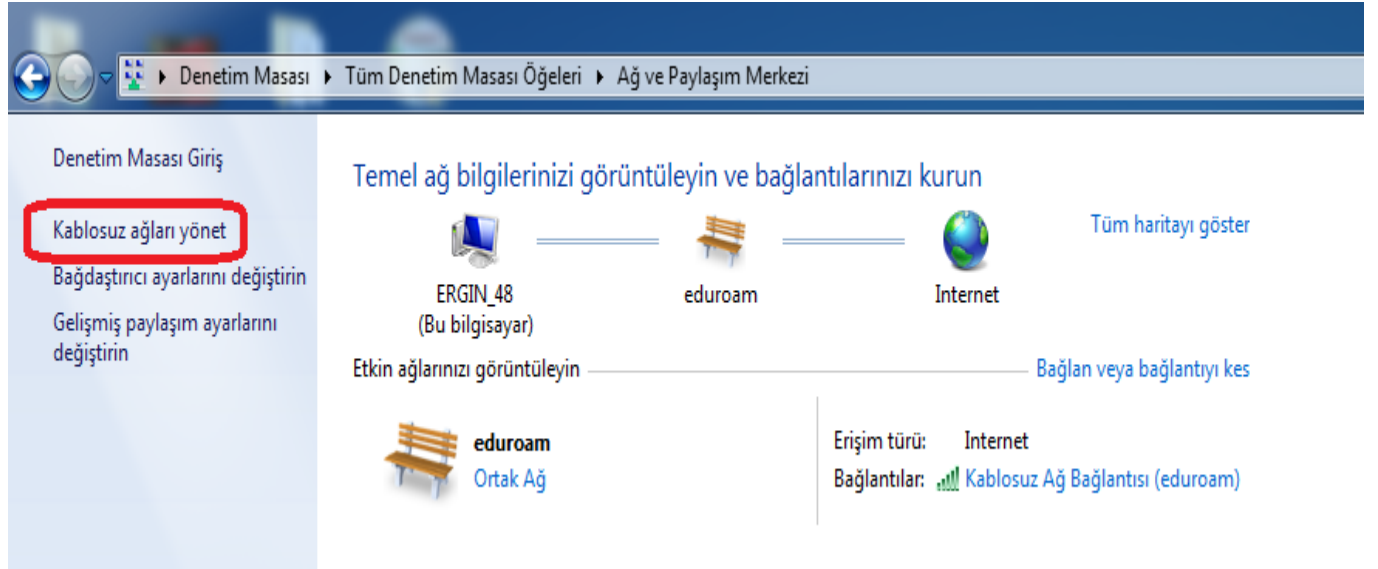 Denetim Masası ▸ Tüm Denetim Masası Öğeleri ▸ Ağ ve Paylaşım Merkezi
Denetim Masası Giriş
Kablosuz ağları yönet
Bağdaştırıcı ayarlarını değiştirin
Gelişmiş paylaşım ayarlarını
değiştirin
Temel ağ bilgilerinizi görüntüleyin ve bağlantılarınızı kurun
Tüm haritayı göster
ERGIN_48 eduroam Internet
(Bu bilgisayar)
Etkin ağlarınızı görüntüleyin Bağlan veya bağlantıyı kes
eduroam
Ortak Ağ
Erişim türü: Internet
Bağlantılar: Kablosuz Ağ Bağlantısı (eduroam)